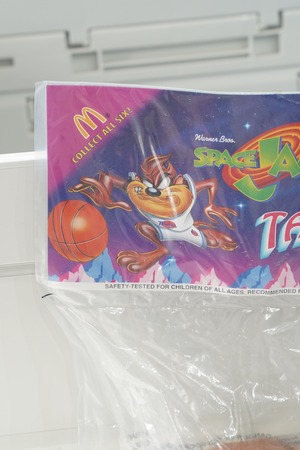 COLLECT ALL SIX!
Warner Bros.
SPACE JA
TA
SAFETY-TESTED FOR CHILDREN OF ALL AGES. RECOMMENDED